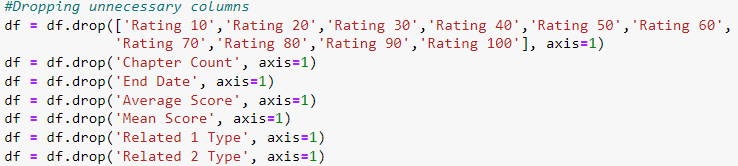 #Dropping unnecessary columns
df = df.drop(['Rating 10','Rating 20','Rating 30','Rating 40','Rating 50','Rating 60',
'Rating 70','Rating 80','Rating 90','Rating 100'], axis=1)
df = df.drop('Chapter Count', axis=1)
df = df.drop('End Date', axis=1)
df = df.drop('Average Score', axis=1)
df = df.drop('Mean Score', axis=1)
df = df.drop('Related 1 Type', axis=1)
df = df.drop('Related 2 Type', axis=1)